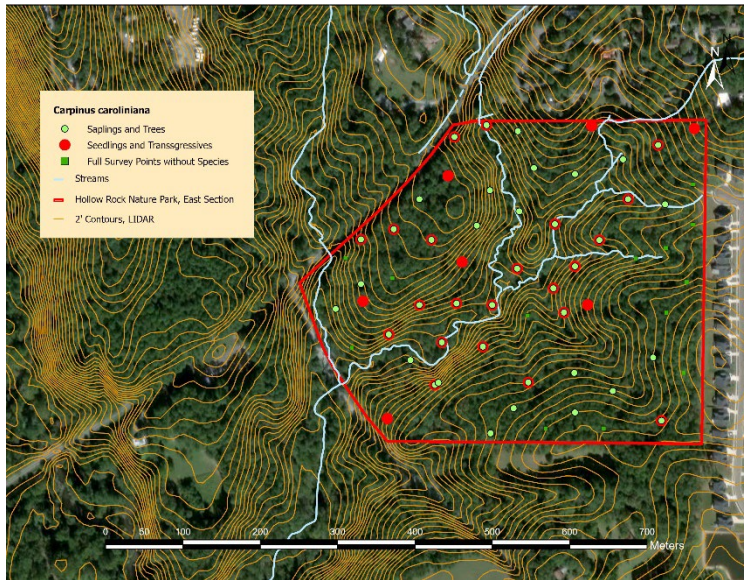 N
Carpinus caroliniana
Saplings and Trees
Seedlings and Transsgressives
Full Survey Points without Species
Streams
Hollow Rock Nature Park, East Section
2' Contours, LIDAR
0 50 100 200 300 400 500 600 700
Meters